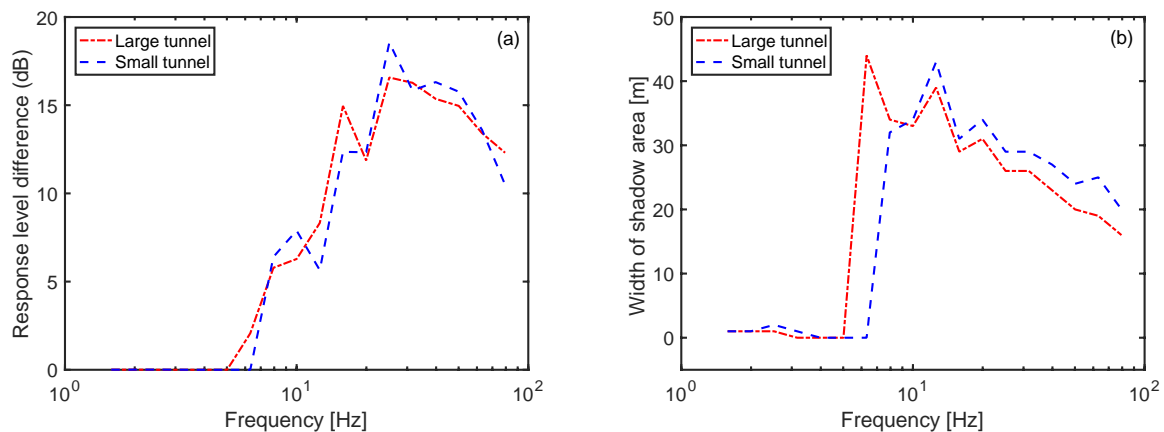 (a)
Large tunnel
Small tunnel
Response level difference (dB)
20
15
10
5
0
10^0
10^1
10^2
Frequency [Hz]
(b)
Large tunnel
Small tunnel
Width of shadow area [m]
50
40
30
20
10
0
10^0
10^1
10^2
Frequency [Hz]